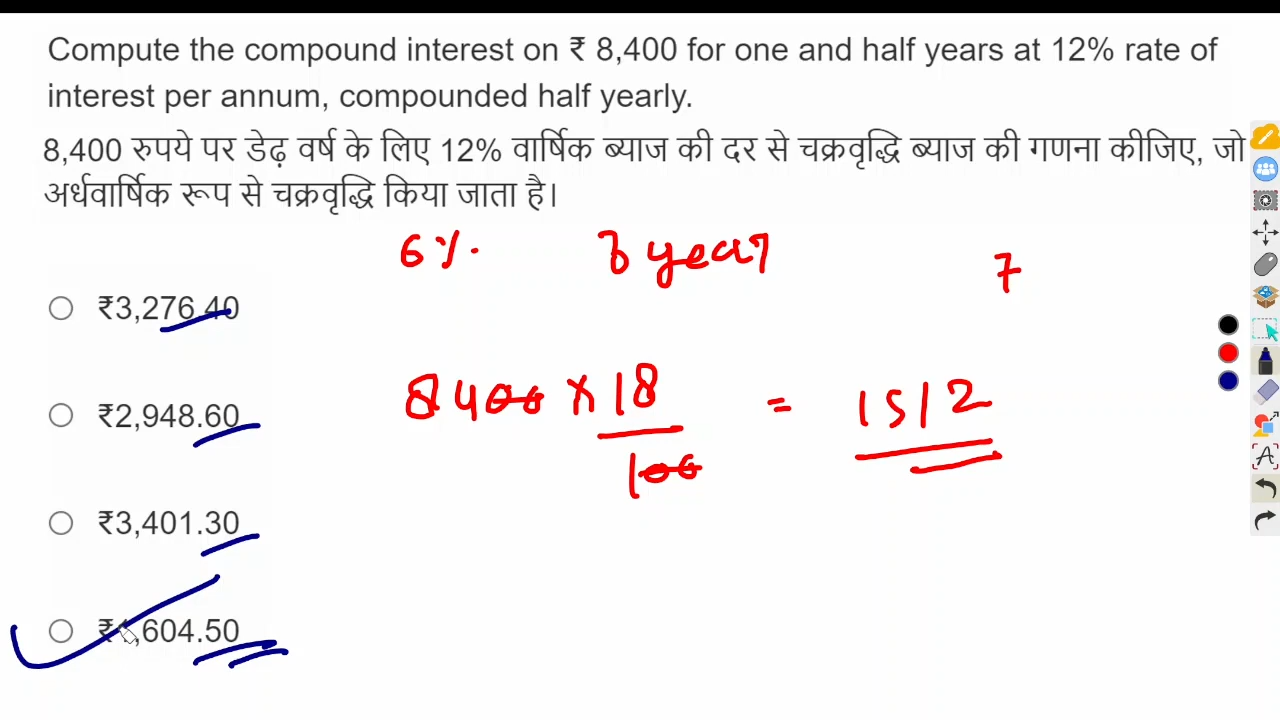 Compute the compound interest on ₹ 8,400 for one and half years at 12% rate of
interest per annum, compounded half yearly.
8,400 रुपये पर डेढ़ वर्ष के लिए 12% वार्षिक ब्याज की दर से चक्रवृद्धि ब्याज की गणना कीजिए, जो
अर्धवार्षिक रूप से चक्रवृद्धि किया जाता है।
6% 3 year 7
₹3,276.40
8400 × 18 = 1512
₹2,948.60
100
₹3,401.30
₹1,604.50
A